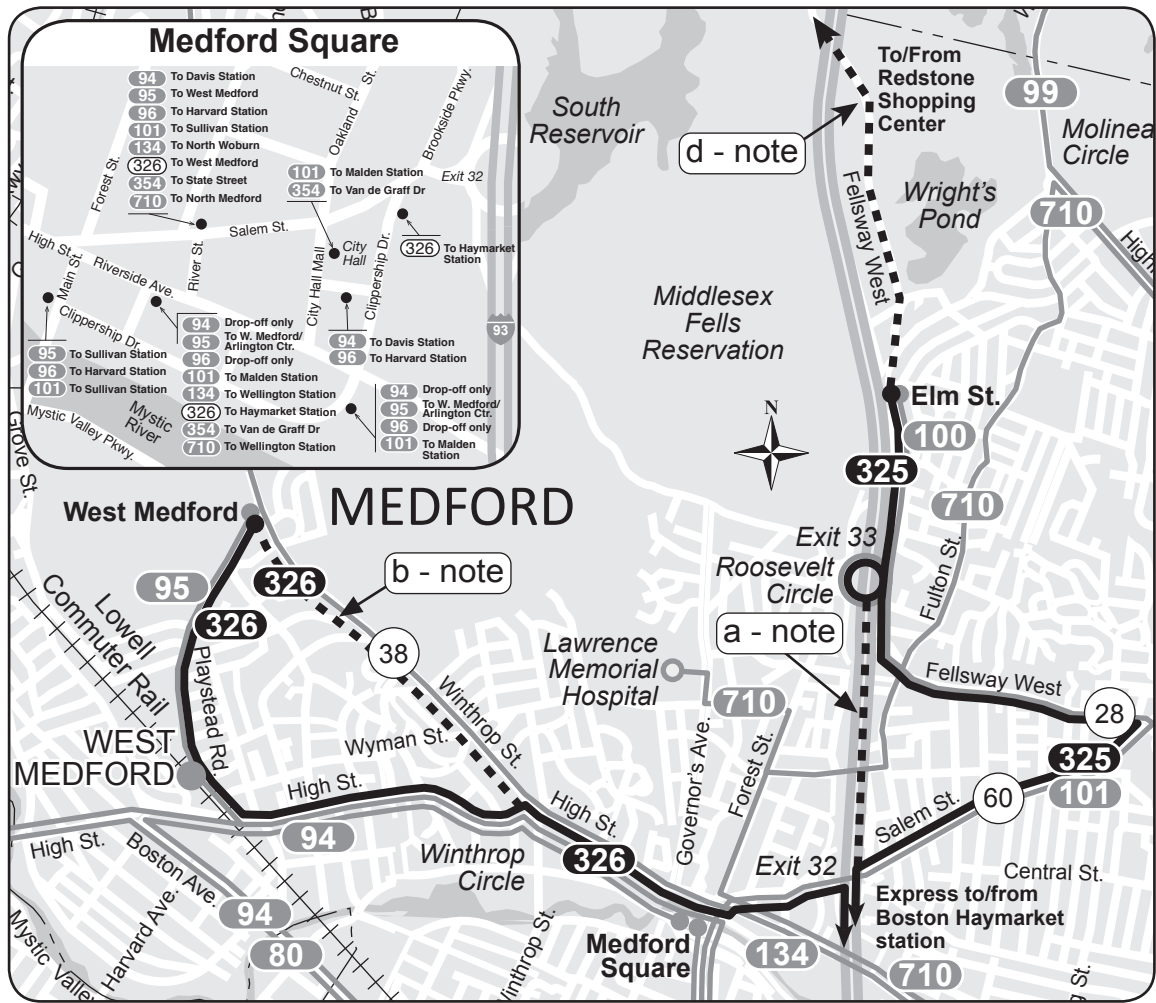 Medford Square
94 To Davis Station
95 To West Medford
96 To Harvard Station
101 To Sullivan Station
134 To North Woburn
326 To West Medford
354 To State Street
710 To North Medford
Chestnut St.
Oakland St.
Brookside Pkwy.
Forest St.
101 To Malden Station
354 To Van de Graff Dr
Exit 32
Salem St.
High St.
Riverside Ave.
River St.
Main St.
City Hall Mall
City
Hall
Clippership Dr.
326 To Haymarket
Station
Clippership Dr.
93
95 To Sullivan Station
96 To Harvard Station
101 To Sullivan Station
94 Drop-off only
95 To W. Medford/
Arlington Ctr.
96 Drop-off only
101 To Malden Station
134 To Wellington Station
326 To Haymarket Station
354 To Van de Graff Dr
710 To Wellington Station
94 To Davis Station
96 To Harvard Station
94 Drop-off only
95 To W. Medford/
Arlington Ctr.
96 Drop-off only
101 To Malden
Station
Mystic
River
Mystic Valley Pkwy.
Grove St.
South
Reservoir
d - note
To/From
Redstone
Shopping
Center
99
Molinea
Circle
Wright's
Pond
710
High
Fellsway West
Middlesex
Fells
Reservation
N
Elm St.
100
325
710
West Medford
MEDFORD
Exit 33
Roosevelt
Circle
Fulton St.
95
326
b - note
326
a - note
38
Lowell
Commuter Rail
Playstead Rd.
Lawrence
Memorial
Hospital
710
Fellsway West
28
325
101
60
Salem St.
WEST
MEDFORD
Wyman St.
Winthrop St.
Governor's Ave.
Forest St.
High St.
High St.
High St.
94
326
Winthrop
Circle
Exit 32
Central St.
Boston Ave.
Harvard Ave.
94
80
Mystic Valley
Winthrop St.
Medford
Square
134
710
Express to/from
Boston Haymarket
station
g St.